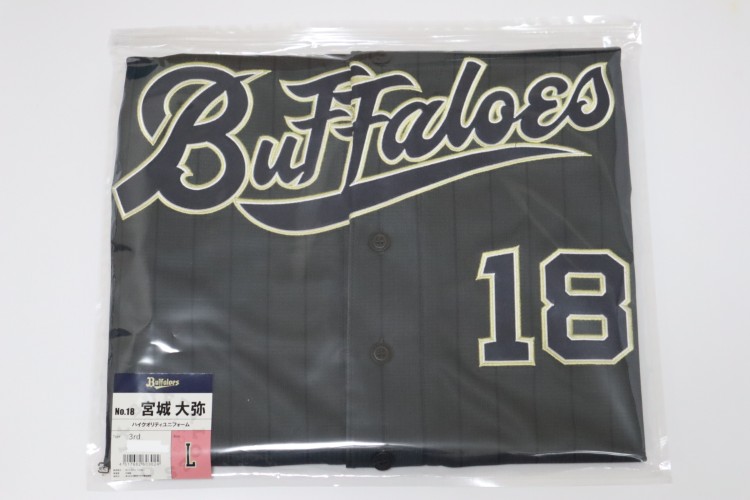 Buffaloes
18
Buffaloes
No.18 宮城 大弥
ハイクオリティユニフォーム
3rd
L